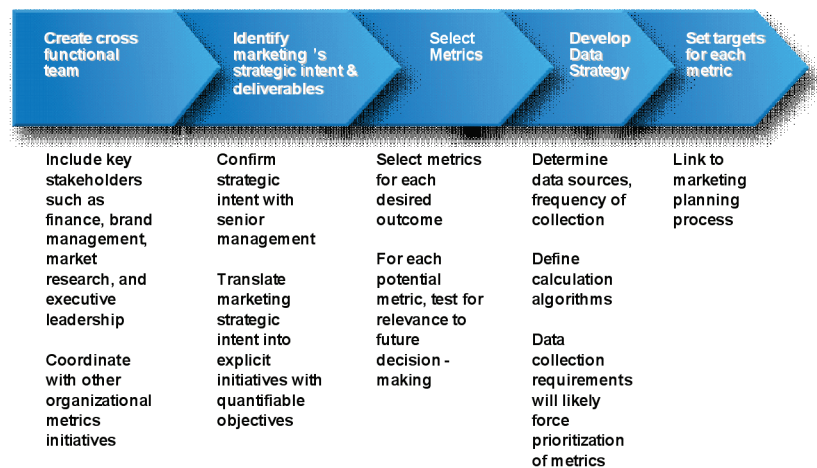 Create cross
functional
team
Identify
marketing 's
strategic intent &
deliverables
Select
Metrics
Develop
Data
Strategy
Set targets
for each
metric
Include key
stakeholders
such as
finance, brand
management,
market
research, and
executive
leadership
Coordinate
with other
organizational
metrics
initiatives
Confirm
strategic
intent with
senior
management
Translate
marketing
strategic
intent into
explicit
initiatives with
quantifiable
objectives
Select metrics
for each
desired
outcome
For each
potential
metric, test for
relevance to
future
decision -
making
Determine
data sources,
frequency of
collection
Define
calculation
algorithms
Data
collection
requirements
will likely
force
prioritization
of metrics
Link to
marketing
planning
process